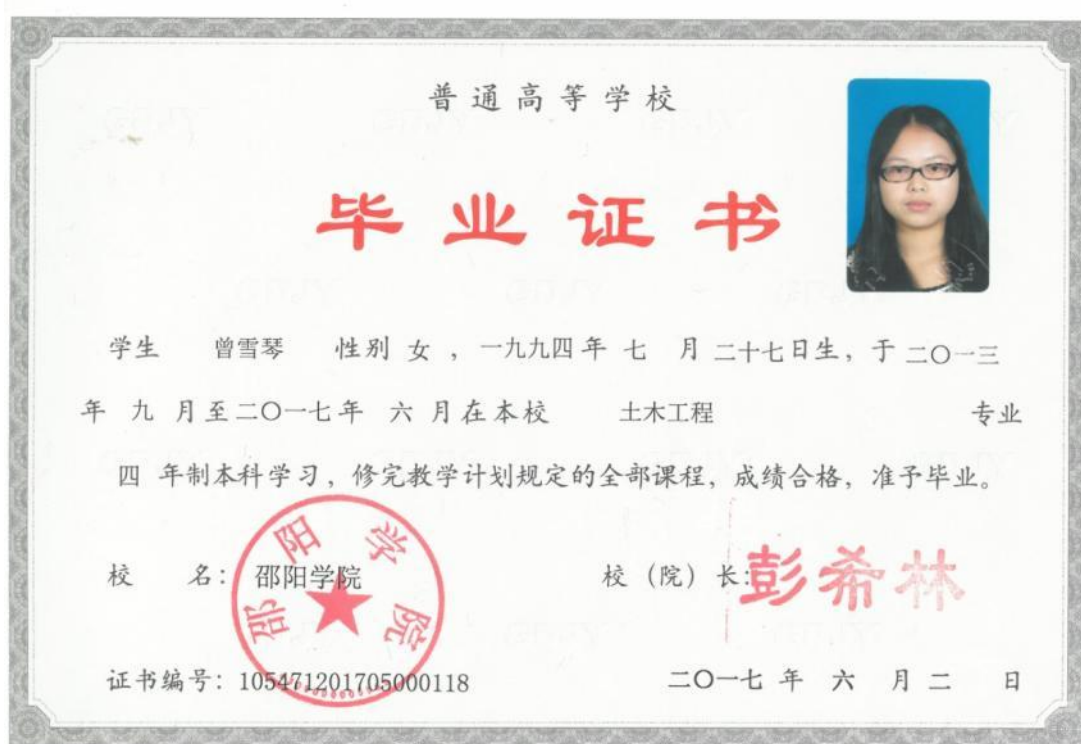 普通高等学校
毕业证书
学生 曾雪琴 性别 女 ，一九九四 年 七 月 二十七日生，于 二〇一三
年 九 月至二〇一七年 六 月在本校 土木工程 专业
四 年制本科学习，修完教学计划规定的全部课程，成绩合格，准予毕业。
校 名：邵阳学院 校（院）长：彭希林
邵阳学院
证书编号：105471201705000118 二〇一七 年 六 月 二 日